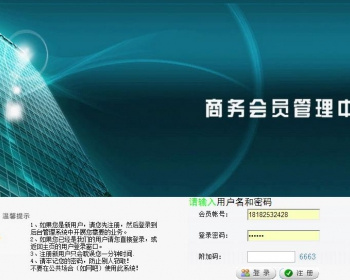 商务会员管理中
请输入用户名和密码
温馨提示
会员帐号：
18182532428
1、如果您是新用户，请您先注册，然后登录到
后台管理系统中开展您需要的业务。
2、如果您已经是我们的用户请您直接登录，或
返回主页的用户登录窗口。
3、注册新用户只会耽误您一分钟时间。
4、请牢记您的密码，防止别人窃取！
不要在公共场合（如网吧）使用此系统！
登录密码：
••••••
附加码：
6663
登 录
注 册